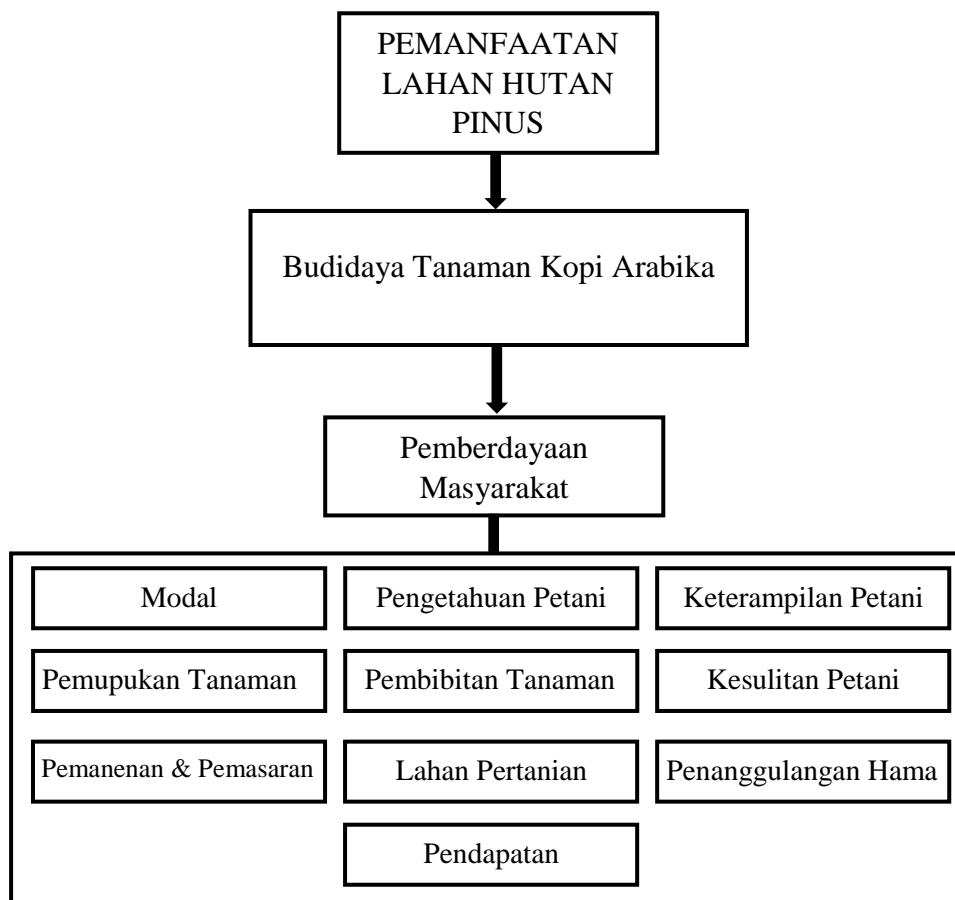 PEMANFAATAN
LAHAN HUTAN
PINUS
Budidaya Tanaman Kopi Arabika
Pemberdayaan
Masyarakat
Modal
Pengetahuan Petani
Keterampilan Petani
Pemupukan Tanaman
Pembibitan Tanaman
Kesulitan Petani
Pemanenan & Pemasaran
Lahan Pertanian
Penanggulangan Hama
Pendapatan